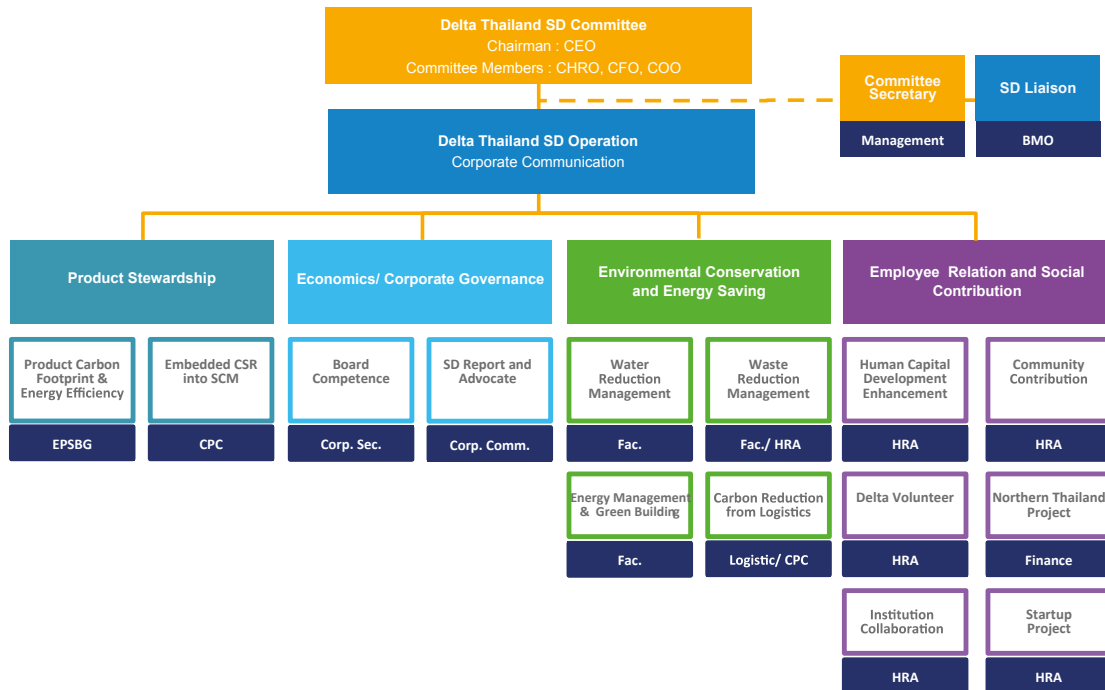 Delta Thailand SD Committee
Chairman : CEO
Committee Members : CHRO, CFO, COO
Committee
Secretary
Management
SD Liaison
BMO
Delta Thailand SD Operation
Corporate Communication
Product Stewardship
Economics/ Corporate Governance
Environmental Conservation
and Energy Saving
Employee Relation and Social
Contribution
Product Carbon
Footprint &
Energy Efficiency
EPSBG
Embedded CSR
into SCM
CPC
Board
Competence
Corp. Sec.
SD Report and
Advocate
Corp. Comm.
Water
Reduction
Management
Fac.
Waste
Reduction
Management
Fac./ HRA
Human Capital
Development
Enhancement
HRA
Community
Contribution
HRA
Energy Management
& Green Building
Fac.
Carbon Reduction
from Logistics
Logistic/ CPC
Delta Volunteer
HRA
Northern Thailand
Project
Finance
Institution
Collaboration
HRA
Startup
Project
HRA